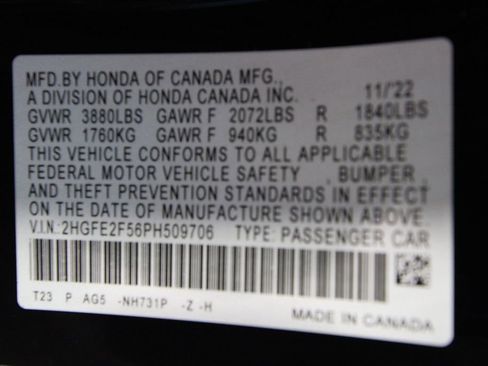 MFD.BY HONDA OF CANADA MFG.,
A DIVISION OF HONDA CANADA INC. 11/22
GVWR 3880LBS GAWR F 2072LBS R 1840LBS
GVWR 1760KG GAWR F 940KG R 835KG
THIS VEHICLE CONFORMS TO ALL APPLICABLE
FEDERAL MOTOR VEHICLE SAFETY , BUMPER ,
AND THEFT PREVENTION STANDARDS IN EFFECT
ON THE DATE OF MANUFACTURE SHOWN ABOVE.
V.I.N.:2HGFE2F56PH509706 TYPE: PASSENGER CAR
T23 P AG5 -NH731P -Z -H
MADE IN CANADA